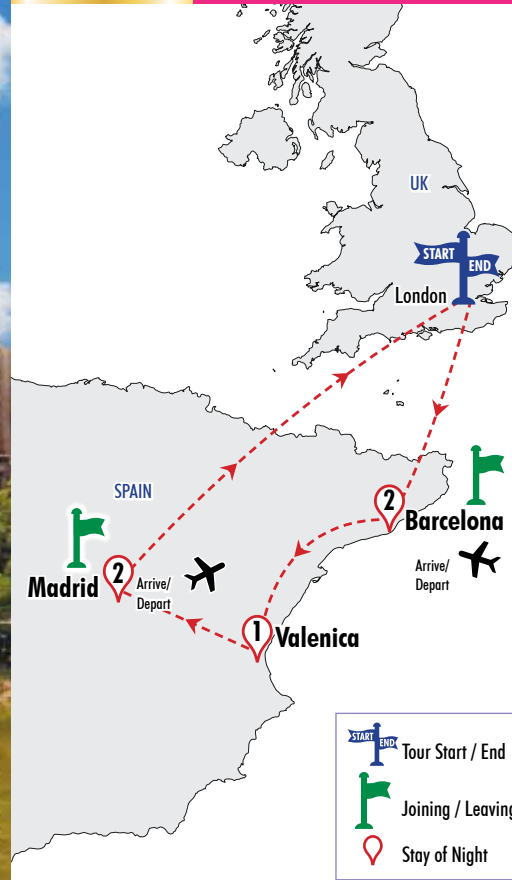 UK
START
END
London
SPAIN
2
Barcelona
Arrive/
Depart
Madrid
2
Arrive/
Depart
1
Valenica
START
END
Tour Start / End
Joining / Leaving
Stay of Night